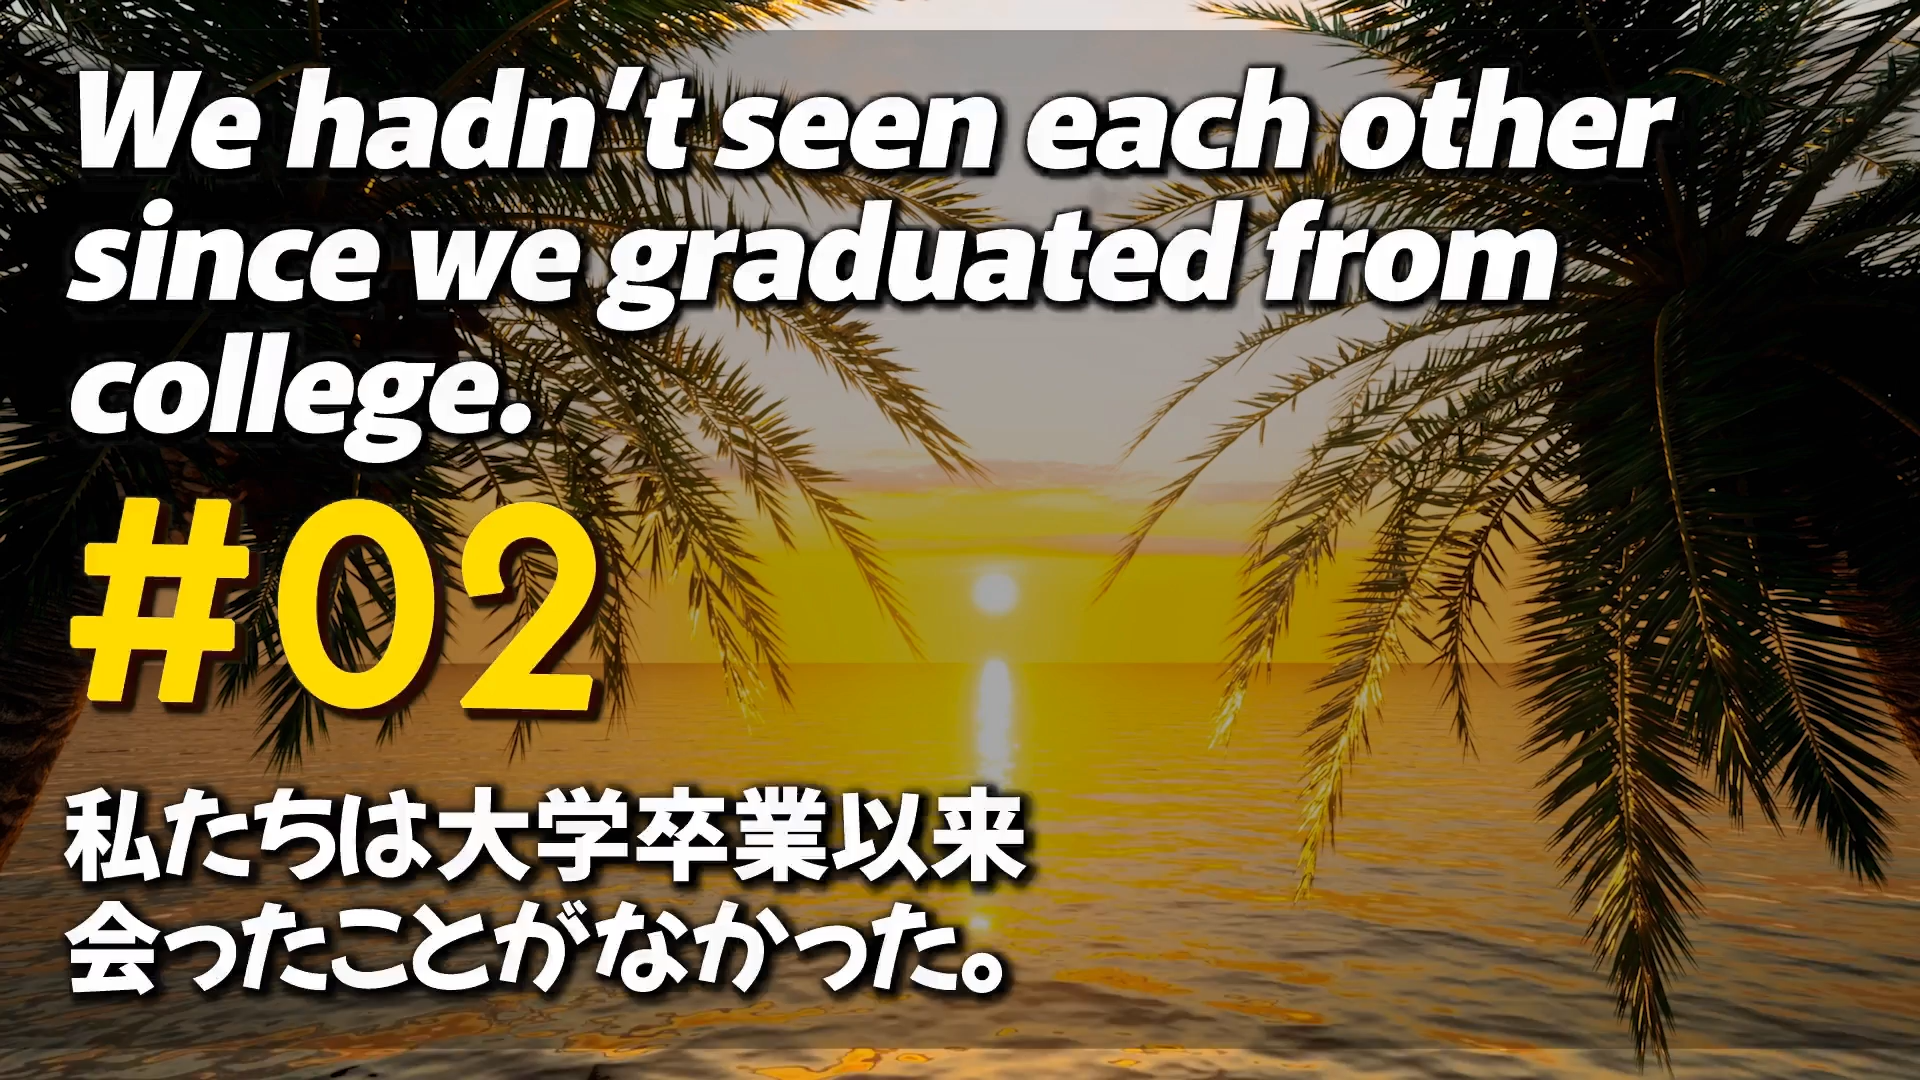 We hadn’t seen each other
since we graduated from
college.
#02
私たちは大学卒業以来
会ったことがなかった。